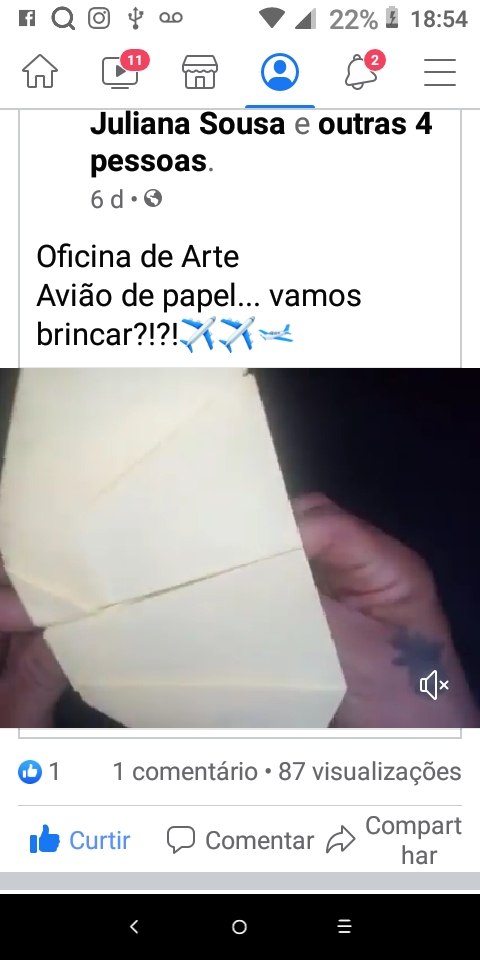 22% 18:54
11
2
Juliana Sousa e outras 4
pessoas.
6 d •
Oficina de Arte
Avião de papel... vamos
brincar?!?!✈️✈️🛩️
1
1 comentário • 87 visualizações
Curtir
Comentar
Compart
har